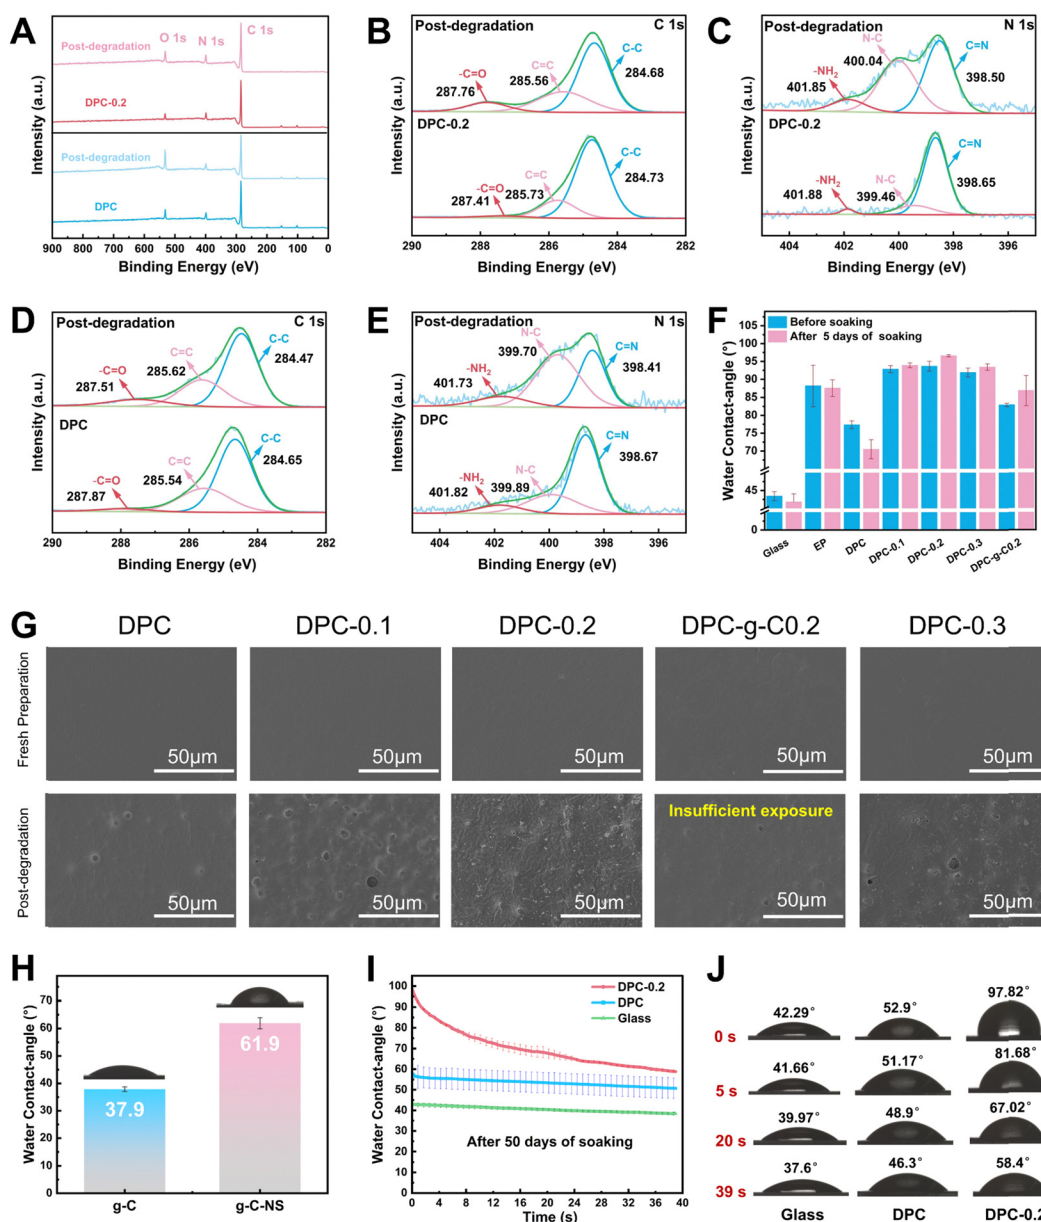 A
O 1s
N 1s
C 1s
Post-degradation
DPC-0.2
Post-degradation
DPC
Intensity (a.u.)
900 800 700 600 500 400 300 200 100 0
Binding Energy (eV)
B
Post-degradation
C 1s
-C=O
287.76
C=C
285.56
C-C
284.68
DPC-0.2
-C=O
287.41
C=C
285.73
C-C
284.73
Intensity (a.u.)
290 288 286 284 282
Binding Energy (eV)
C
Post-degradation
N 1s
-NH2
401.85
N-C
400.04
C=N
398.50
DPC-0.2
-NH2
401.88
N-C
399.46
C=N
398.65
Intensity (a.u.)
404 402 400 398 396
Binding Energy (eV)
D
Post-degradation
C 1s
-C=O
287.51
C=C
285.62
C-C
284.47
DPC
-C=O
287.87
C=C
285.54
C-C
284.65
Intensity (a.u.)
290 288 286 284 282
Binding Energy (eV)
E
Post-degradation
N 1s
-NH2
401.73
N-C
399.70
C=N
398.41
DPC
-NH2
401.82
N-C
399.89
C=N
398.67
Intensity (a.u.)
404 402 400 398 396
Binding Energy (eV)
F
Before soaking
After 5 days of soaking
Water Contact-angle (°)
105
100
95
90
85
80
75
70
45
0
Glass EP DPC DPC-0.1 DPC-0.2 DPC-0.3 DPC-g-C0.2
G
DPC DPC-0.1 DPC-0.2 DPC-g-C0.2 DPC-0.3
Fresh Preparation
50μm 50μm 50μm 50μm 50μm
Post-degradation
Insufficient exposure
50μm 50μm 50μm 50μm 50μm
H
Water Contact-angle (°)
70
60
50
40
30
20
10
0
37.9
61.9
g-C g-C-NS
I
DPC-0.2
DPC
Glass
Water Contact-angle (°)
100
90
80
70
60
50
40
30
20
10
0
After 50 days of soaking
0 4 8 12 16 20 24 28 32 36 40
Time (s)
J
0 s 42.29° 52.9° 97.82°
5 s 41.66° 51.17° 81.68°
20 s 39.97° 48.9° 67.02°
39 s 37.6° 46.3° 58.4°
Glass DPC DPC-0.2